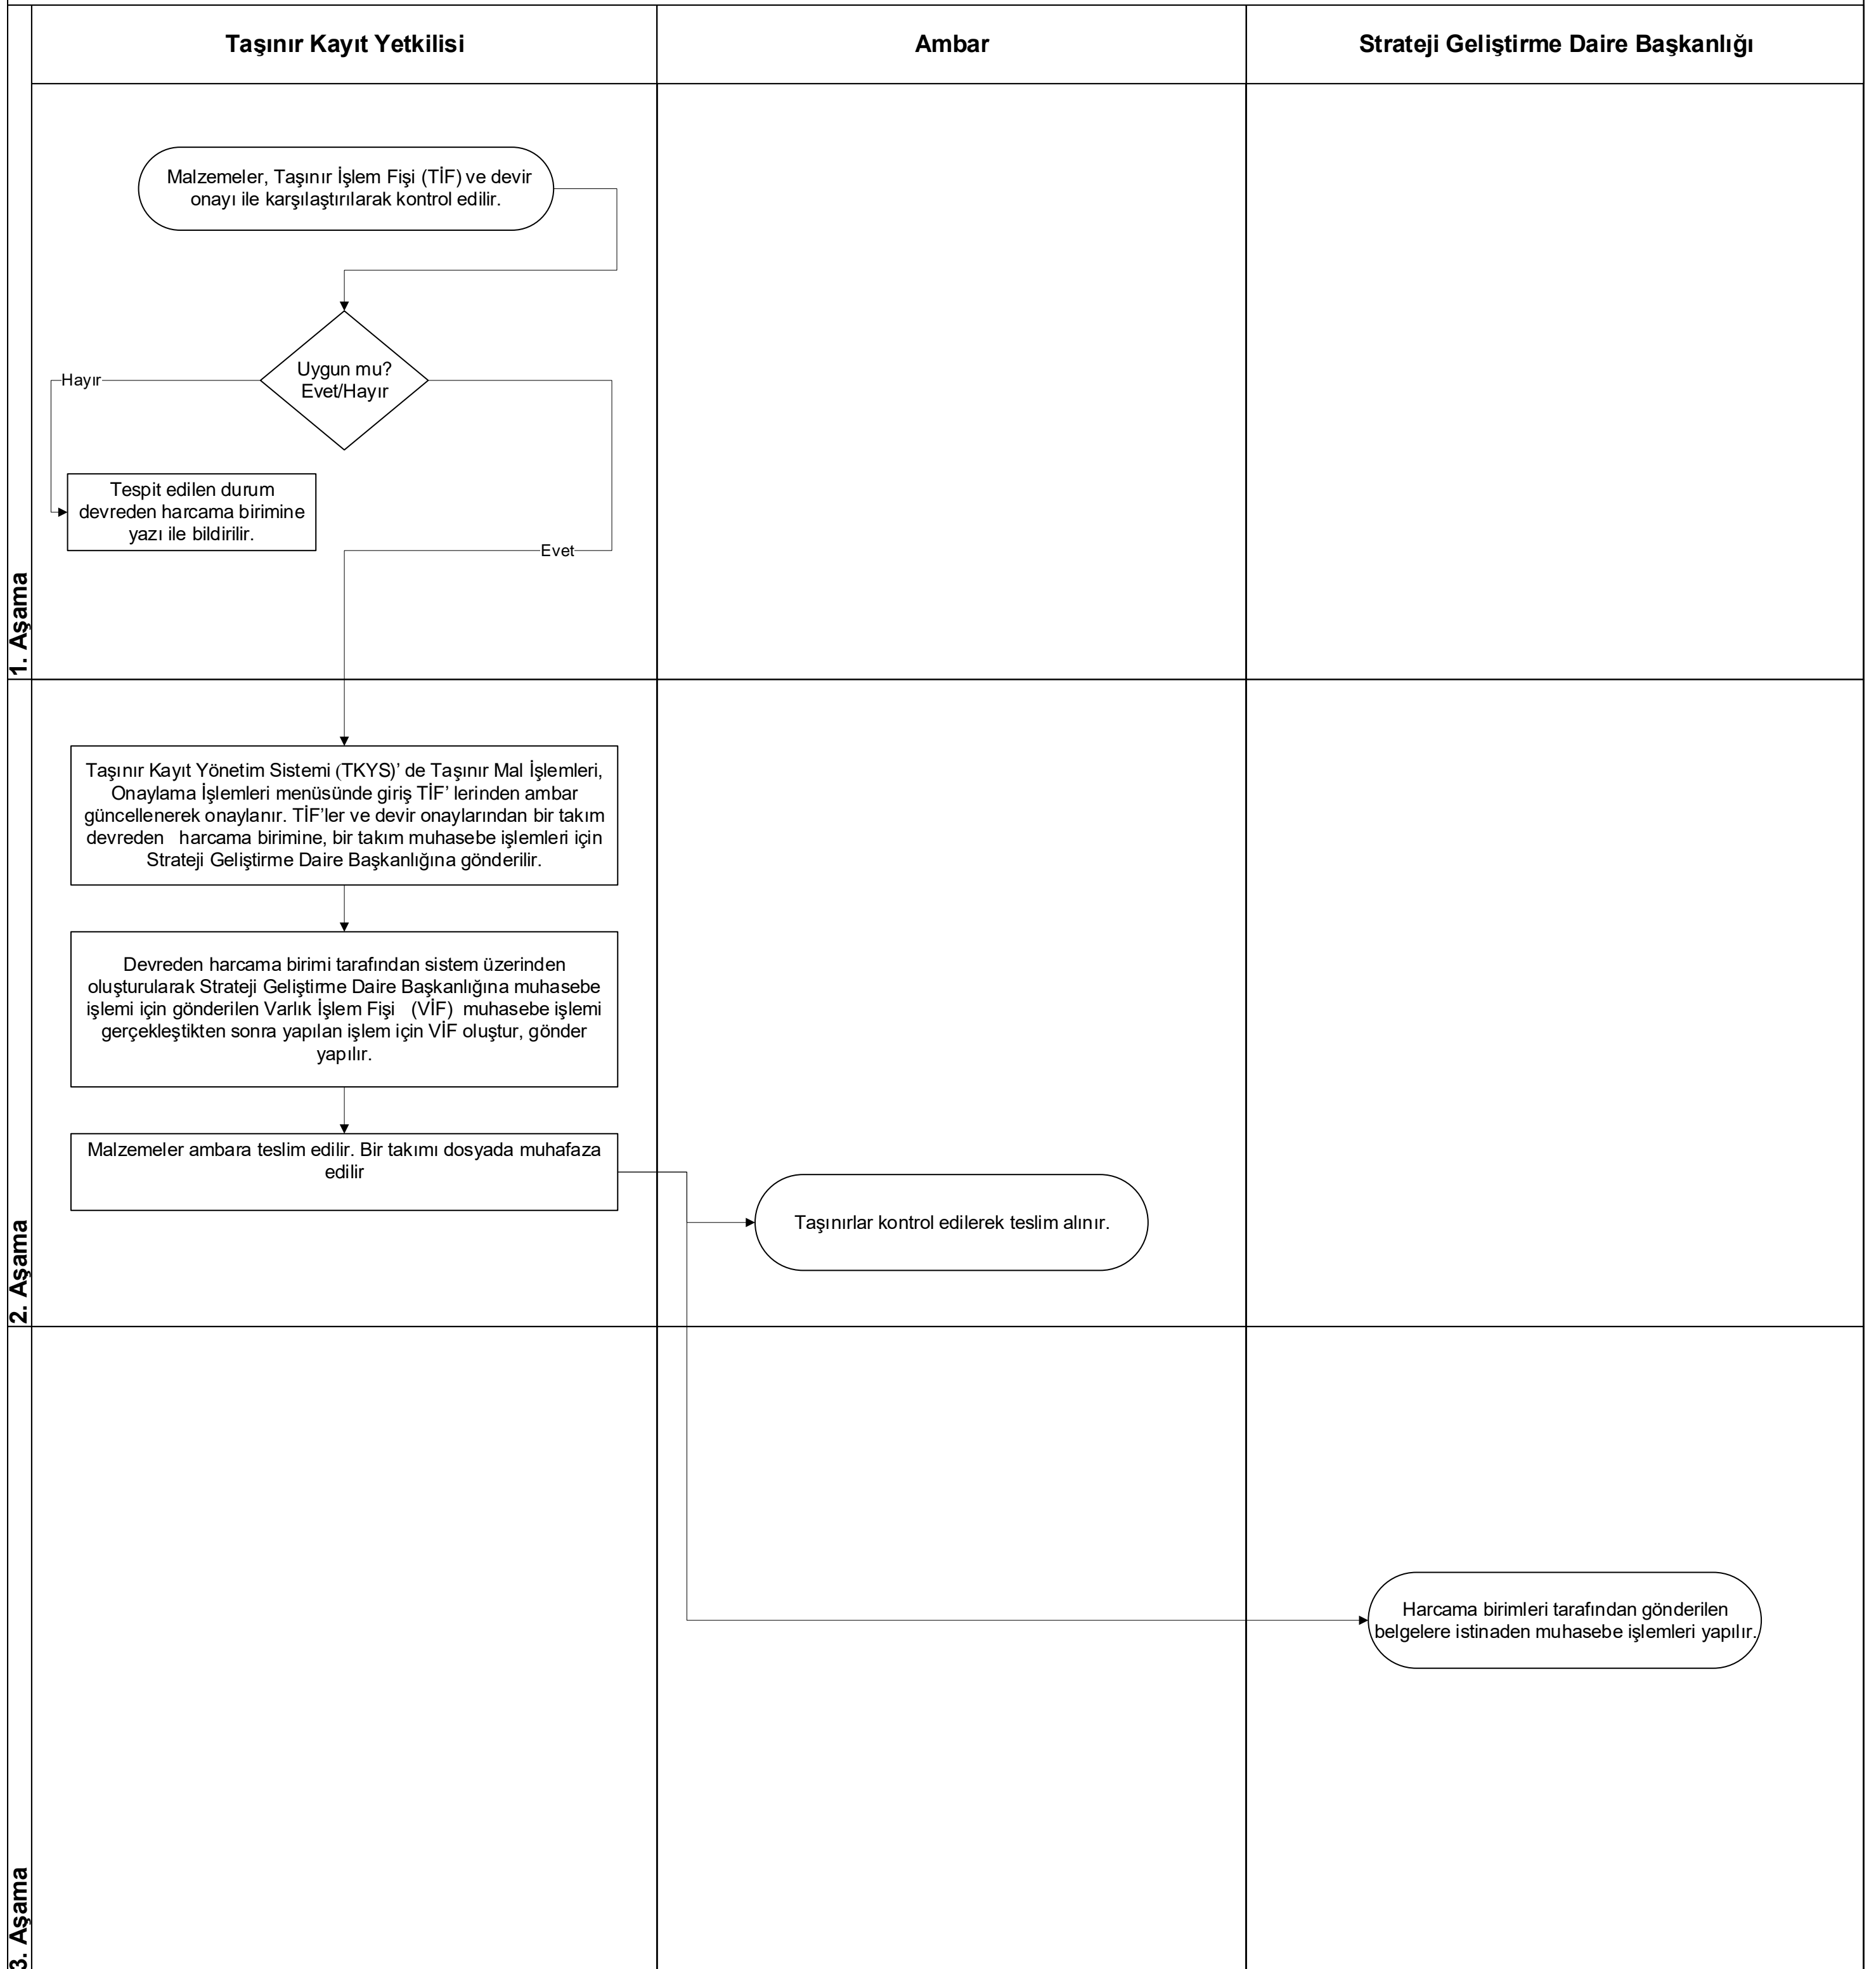 Taşınır Kayıt Yetkilisi
Ambar
Strateji Geliştirme Daire Başkanlığı
1. Aşama
Malzemeler, Taşınır İşlem Fişi (TİF) ve devir
onayı ile karşılaştırılarak kontrol edilir.
Uygun mu?
Evet/Hayır
Hayır
Tespit edilen durum
devreden harcama birimine
yazı ile bildirilir.
Evet
2. Aşama
Taşınır Kayıt Yönetim Sistemi (TKYS)’ de Taşınır Mal İşlemleri,
Onaylama İşlemleri menüsünde giriş TİF’ lerinden ambar
güncellenerek onaylanır. TİF’ler ve devir onaylarından bir takım
devreden harcama birimine, bir takım muhasebe işlemleri için
Strateji Geliştirme Daire Başkanlığına gönderilir.
Devreden harcama birimi tarafından sistem üzerinden
oluşturularak Strateji Geliştirme Daire Başkanlığına muhasebe
işlemi için gönderilen Varlık İşlem Fişi (VİF) muhasebe işlemi
gerçekleştikten sonra yapılan işlem için VİF oluştur, gönder
yapılır.
Malzemeler ambara teslim edilir. Bir takımı dosyada muhafaza
edilir
Taşınırlar kontrol edilerek teslim alınır.
3. Aşama
Harcama birimleri tarafından gönderilen
belgelere istinaden muhasebe işlemleri yapılır.